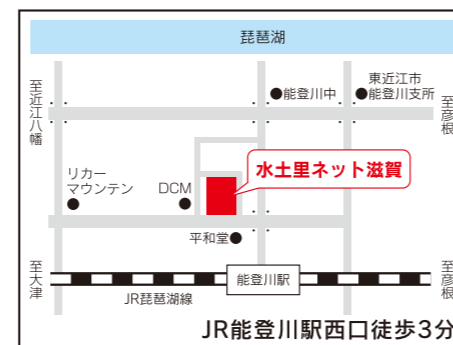 琵琶湖
至近江八幡
●能登川中
東近江市
●能登川支所
至彦根
水土里ネット滋賀
リカー
マウンテン
DCM
平和堂●
至大津
能登川駅
至彦根
JR琵琶湖線
JR能登川駅西口徒歩3分